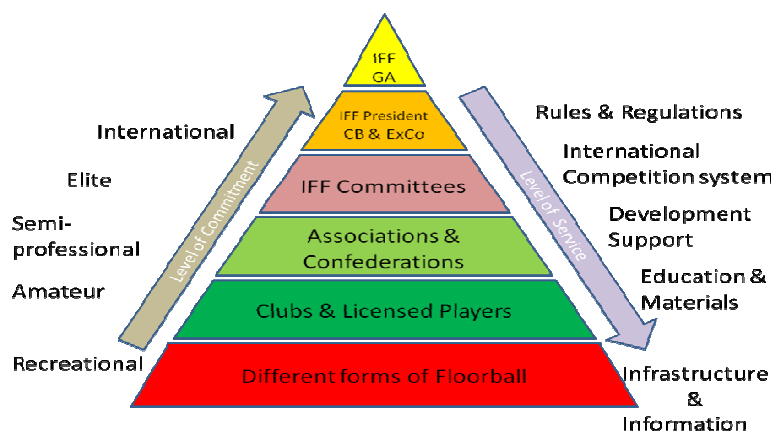 IFF
GA
IFF President
CB & ExCo
IFF Committees
Associations &
Confederations
Clubs & Licensed Players
Different forms of Floorball
Level of Commitment
International
Elite
Semi-
professional
Amateur
Recreational
Level of Service
Rules & Regulations
International
Competition system
Development
Support
Education &
Materials
Infrastructure
&
Information